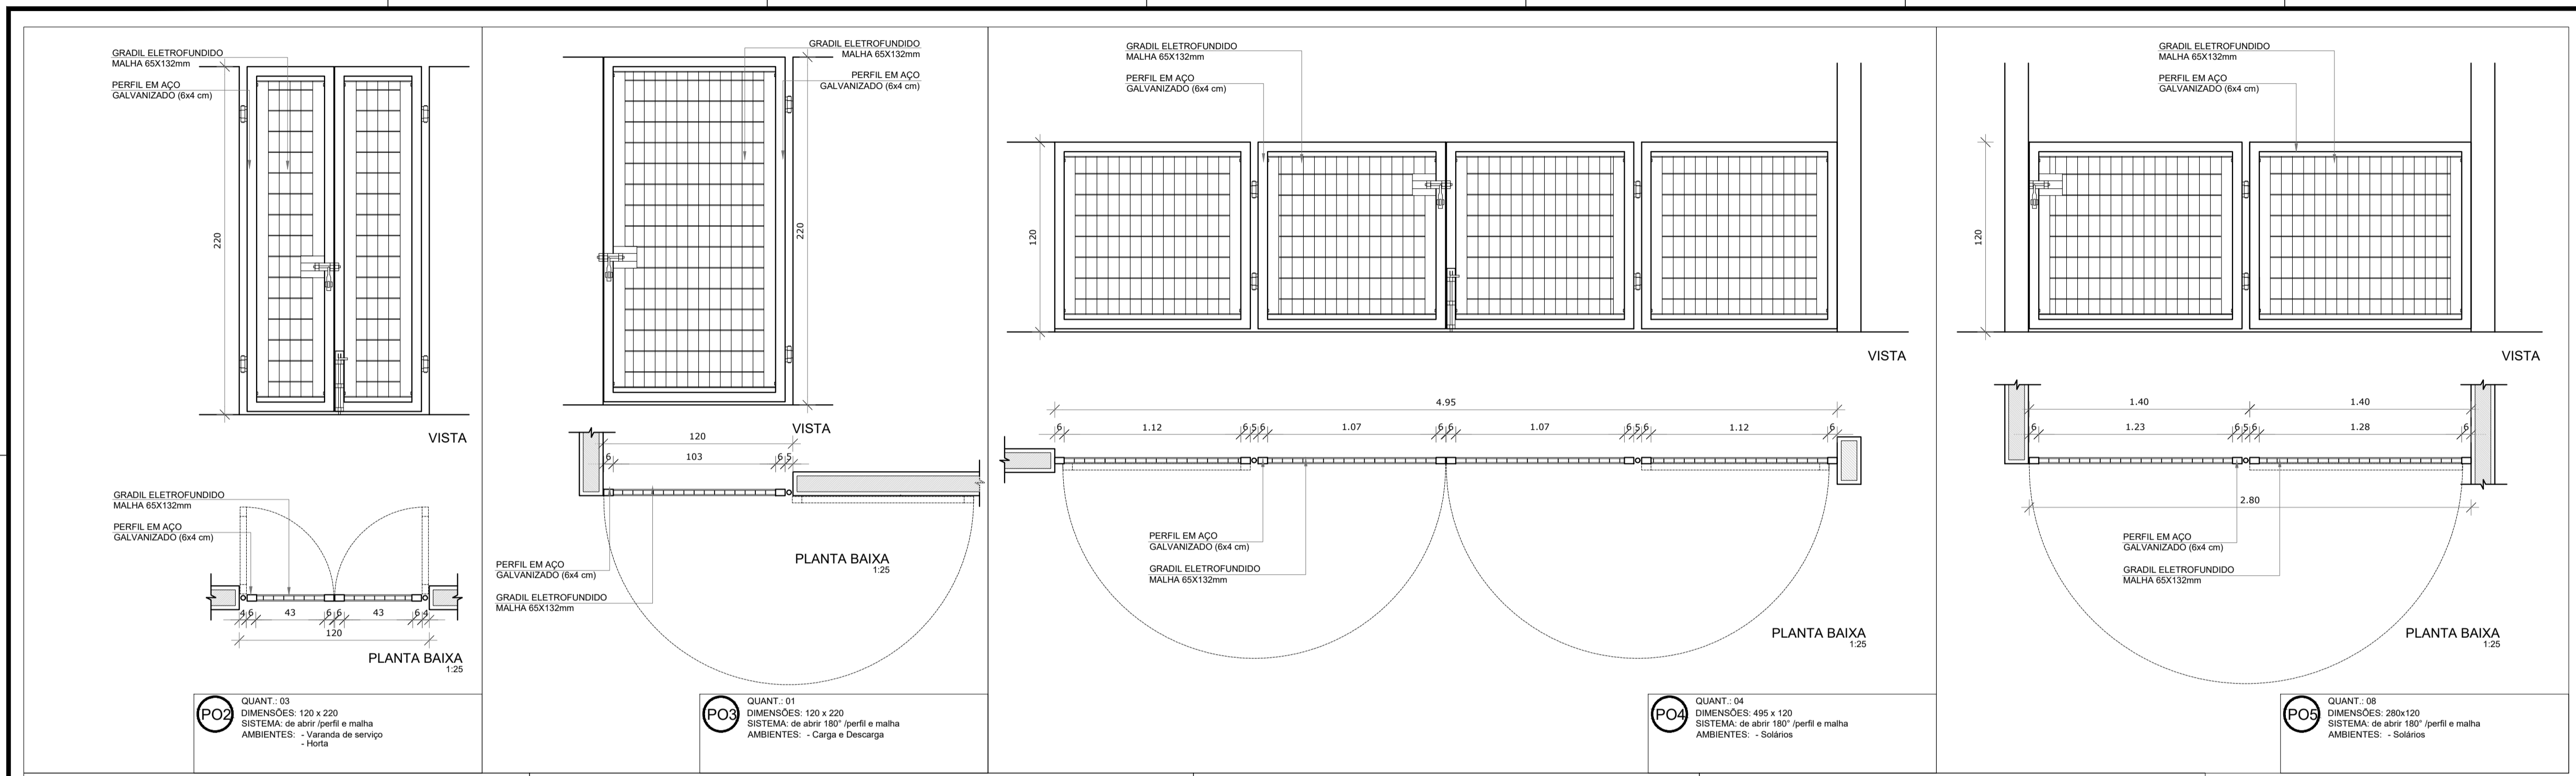 GRADIL ELETROFUNDIDO
MALHA 65X132mm
PERFIL EM AÇO
GALVANIZADO (6x4 cm)
220
VISTA
GRADIL ELETROFUNDIDO
MALHA 65X132mm
PERFIL EM AÇO
GALVANIZADO (6x4 cm)
4 6 43 6 6 43 6 4
120
PLANTA BAIXA
1:25
PO2
QUANT.: 03
DIMENSÕES: 120 x 220
SISTEMA: de abrir /perfil e malha
AMBIENTES: - Varanda de serviço
- Horta
GRADIL ELETROFUNDIDO
MALHA 65X132mm
PERFIL EM AÇO
GALVANIZADO (6x4 cm)
220
VISTA
120
6 103 6 5
PLANTA BAIXA
1:25
PERFIL EM AÇO
GALVANIZADO (6x4 cm)
GRADIL ELETROFUNDIDO
MALHA 65X132mm
PO3
QUANT.: 01
DIMENSÕES: 120 x 220
SISTEMA: de abrir 180° /perfil e malha
AMBIENTES: - Carga e Descarga
GRADIL ELETROFUNDIDO
MALHA 65X132mm
PERFIL EM AÇO
GALVANIZADO (6x4 cm)
120
VISTA
4.95
6 1.12 6 5 6 1.07 6 6 1.07 6 5 6 1.12 6
PERFIL EM AÇO
GALVANIZADO (6x4 cm)
GRADIL ELETROFUNDIDO
MALHA 65X132mm
PLANTA BAIXA
1:25
PO4
QUANT.: 04
DIMENSÕES: 495 x 120
SISTEMA: de abrir 180° /perfil e malha
AMBIENTES: - Solários
GRADIL ELETROFUNDIDO
MALHA 65X132mm
PERFIL EM AÇO
GALVANIZADO (6x4 cm)
120
VISTA
1.40 1.40
6 1.23 6 5 6 1.28 6
2.80
PERFIL EM AÇO
GALVANIZADO (6x4 cm)
GRADIL ELETROFUNDIDO
MALHA 65X132mm
PLANTA BAIXA
1:25
PO5
QUANT.: 08
DIMENSÕES: 280x120
SISTEMA: de abrir 180° /perfil e malha
AMBIENTES: - Solários